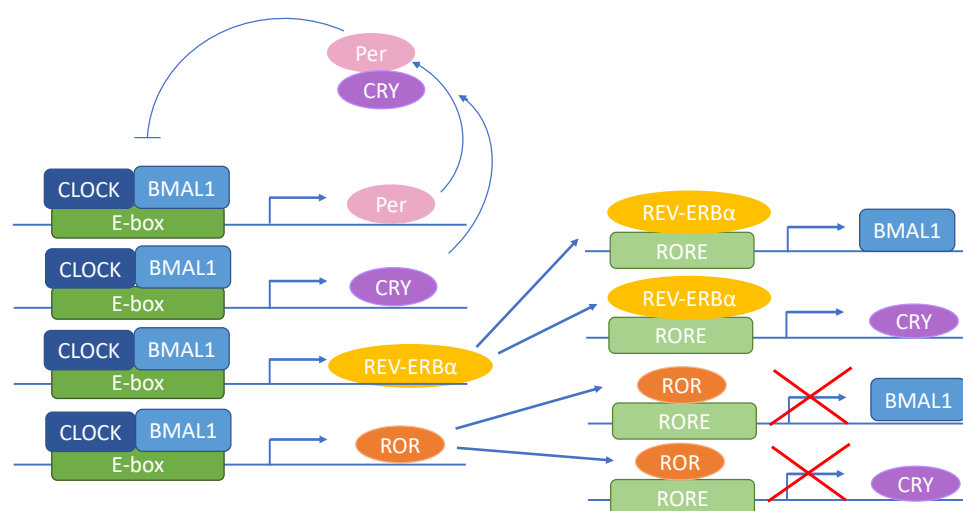 Per
CRY
CLOCK BMAL1
E-box
Per
CLOCK BMAL1
E-box
CRY
CLOCK BMAL1
E-box
REV-ERBα
CLOCK BMAL1
E-box
ROR
REV-ERBα
RORE
BMAL1
REV-ERBα
RORE
CRY
ROR
RORE
BMAL1
ROR
RORE
CRY